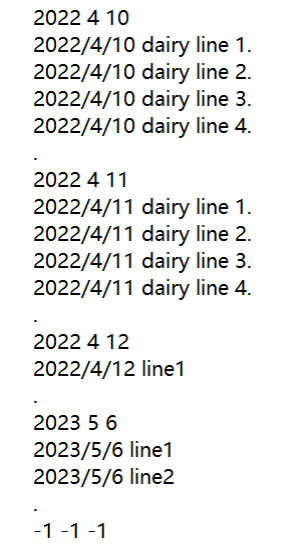 2022 4 10
2022/4/10 dairy line 1.
2022/4/10 dairy line 2.
2022/4/10 dairy line 3.
2022/4/10 dairy line 4.
.
2022 4 11
2022/4/11 dairy line 1.
2022/4/11 dairy line 2.
2022/4/11 dairy line 3.
2022/4/11 dairy line 4.
.
2022 4 12
2022/4/12 line1
.
2023 5 6
2023/5/6 line1
2023/5/6 line2
.
-1 -1 -1